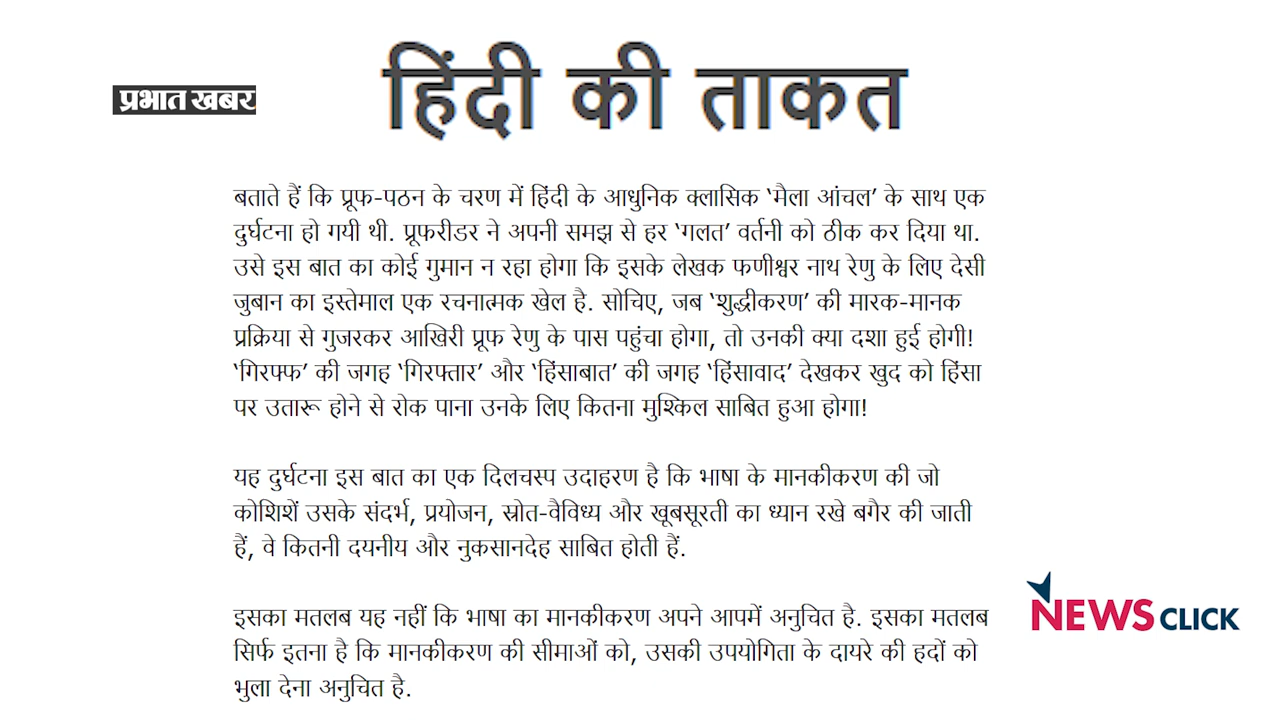 हिंदी की ताकत
प्रभात खबर
बताते हैं कि प्रूफ-पठन के चरण में हिंदी के आधुनिक क्लासिक ‘मैला आंचल’ के साथ एक
दुर्घटना हो गयी थी. प्रूफरीडर ने अपनी समझ से हर ‘गलत’ वर्तनी को ठीक कर दिया था.
उसे इस बात का कोई गुमान न रहा होगा कि इसके लेखक फणीश्वर नाथ रेणु के लिए देसी
जुबान का इस्तेमाल एक रचनात्मक खेल है. सोचिए, जब ‘शुद्धीकरण’ की मारक-मानक
प्रक्रिया से गुजरकर आखिरी प्रूफ रेणु के पास पहुंचा होगा, तो उनकी क्या दशा हुई होगी!
‘गिरफ्फ’ की जगह ‘गिरफ्तार’ और ‘हिंसाबात’ की जगह ‘हिंसावाद’ देखकर खुद को हिंसा
पर उतारू होने से रोक पाना उनके लिए कितना मुश्किल साबित हुआ होगा!
यह दुर्घटना इस बात का एक दिलचस्प उदाहरण है कि भाषा के मानकीकरण की जो
कोशिशें उसके संदर्भ, प्रयोजन, स्रोत-वैविध्य और खूबसूरती का ध्यान रखे बगैर की जाती
हैं, वे कितनी दयनीय और नुकसानदेह साबित होती हैं.
इसका मतलब यह नहीं कि भाषा का मानकीकरण अपने आपमें अनुचित है. इसका मतलब
सिर्फ इतना है कि मानकीकरण की सीमाओं को, उसकी उपयोगिता के दायरे की हदों को
भुला देना अनुचित है.
NEWSCLICK